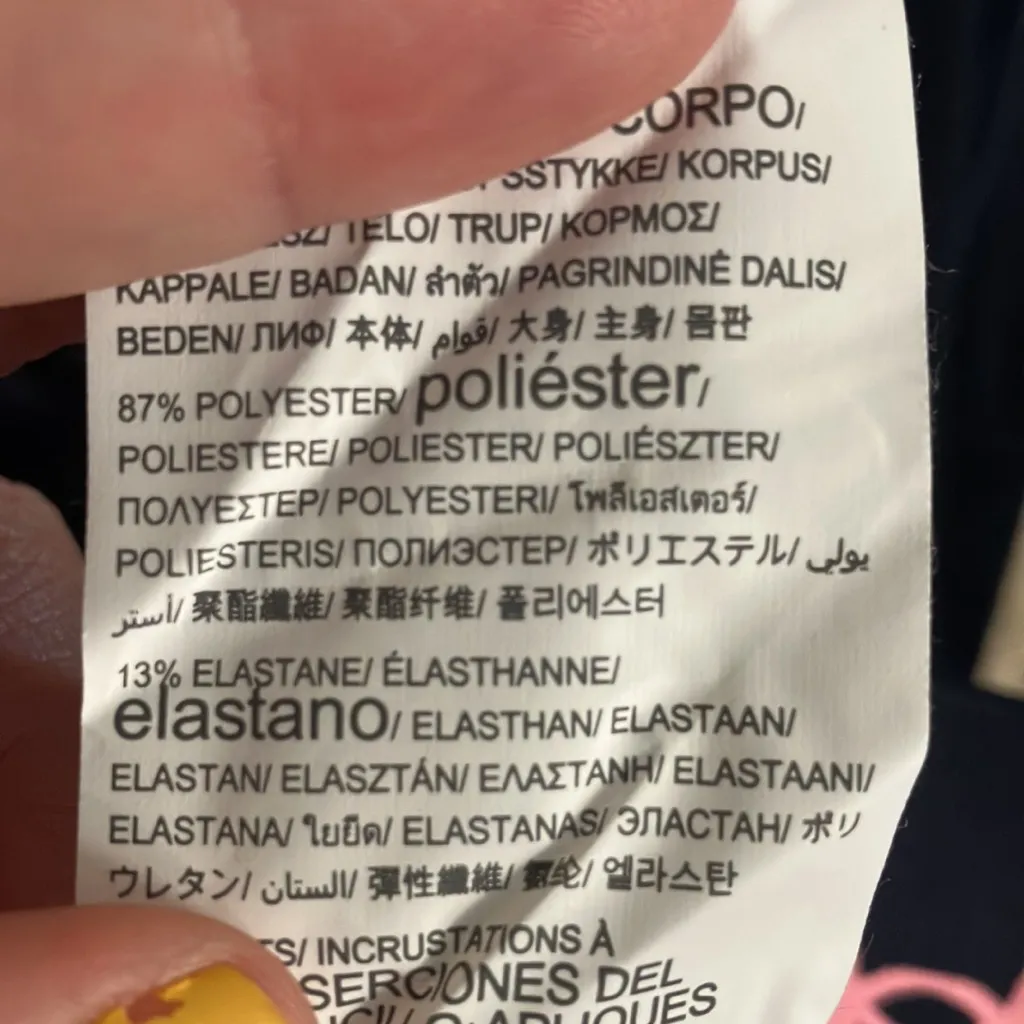 CORPO/
SSTYKKE/ KORPUS/
TELO/ TRUP/ ΚΟΡΜΟΣ/
KAPPALE/ BADAN/ ลำตัว/ PAGRINDINĖ DALIS/
BEDEN/ ЛИФ/ 本体/ قوام/ 大身/ 主身/ 몸판
87% POLYESTER/ poliéster/
POLIESTERE/ POLIESTER/ POLIÉSZTER/
ΠΟΛΥΕΣΤΕΡ/ POLYESTERI/ โพลีเอสเตอร์/
POLIESTERIS/ ПОЛИЭСТЕР/ ポリエステル/ يولي
أستر/ 聚酯纖維/ 聚酯纤维/ 폴리에스터
13% ELASTANE/ ÉLASTHANNE/
elastano/ ELASTHAN/ ELASTAAN/
ELASTAN/ ELASZTÁN/ ΕΛΑΣΤΑΝΗ/ ELASTAANI/
ELASTANA/ ใยยืด/ ELASTANAS/ ЭЛАСТАН/ ポリ
ウレタン/ الستان/ 彈性纖維/ 氨纶/ 엘라스탄
TS/ INCRUSTATIONS À
SERCIONES DEL